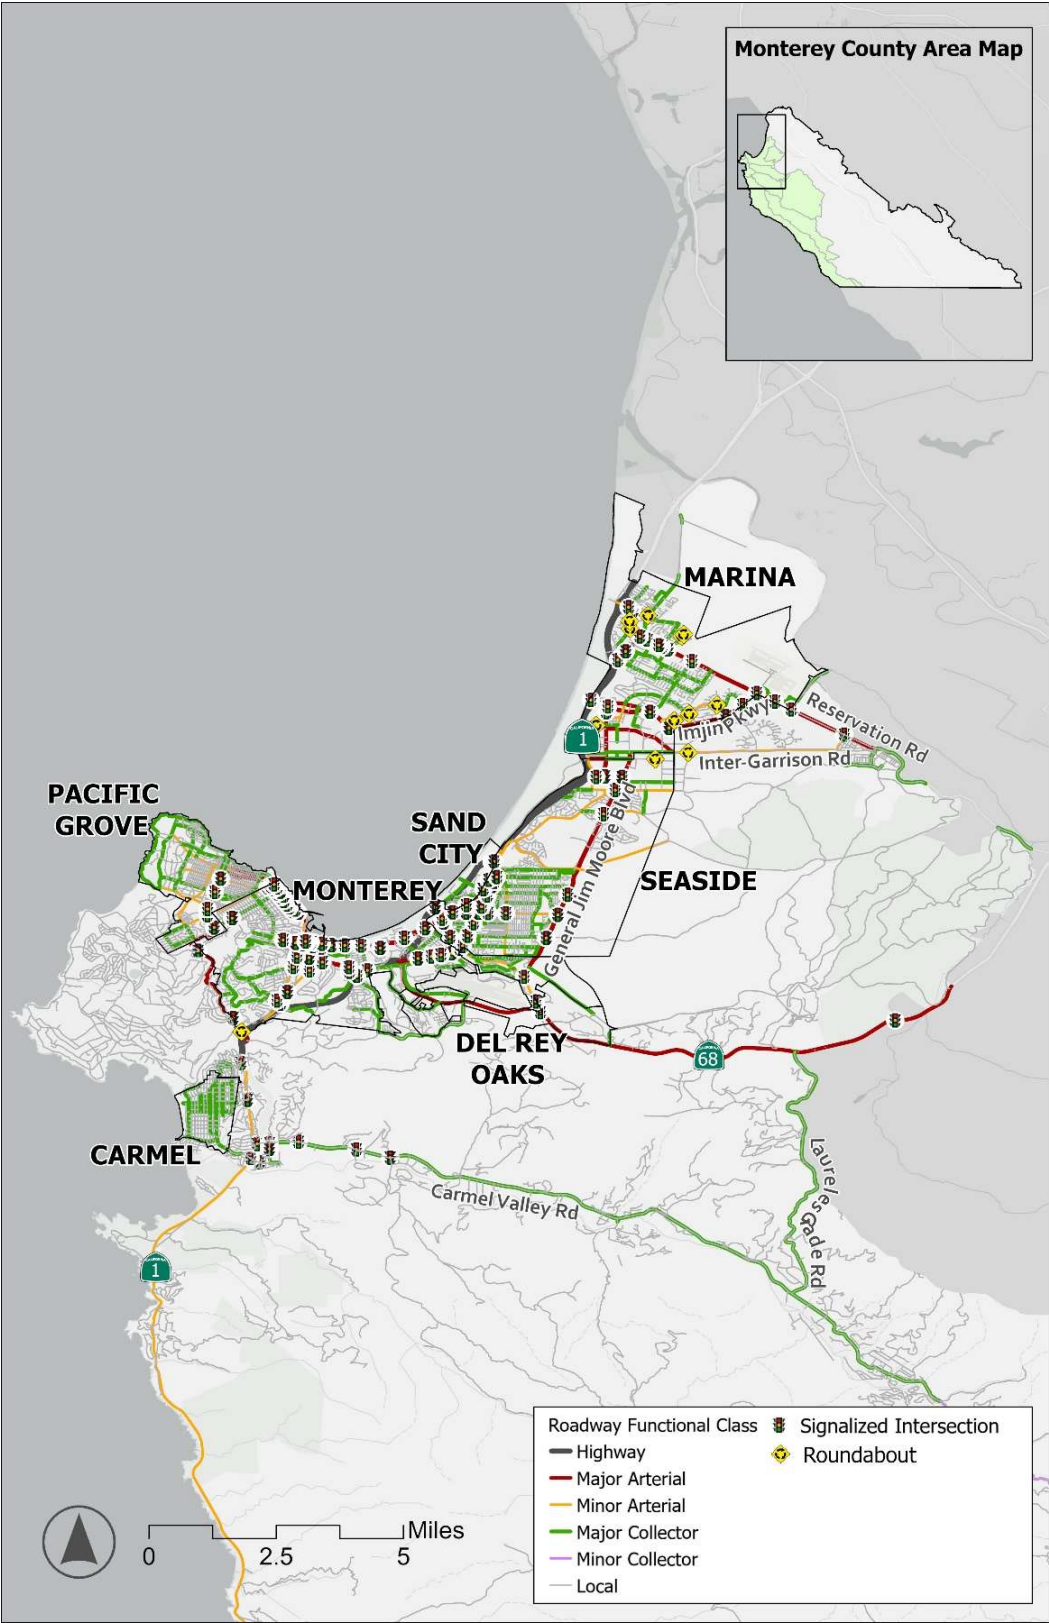 Monterey County Area Map
MARINA
Reservation Rd
ImjinPKwy
CALIFORNIA
1
Inter-Garrison Rd
PACIFIC
GROVE
SAND
CITY
MONTEREY
General Jim Moore Blvd
SEASIDE
DEL REY
OAKS
68
CARMEL
Carmel Valley Rd
Laureles Grade Rd
1
Roadway Functional Class
Highway
Major Arterial
Minor Arterial
Major Collector
Minor Collector
Local
Signalized Intersection
Roundabout
Miles
0
2.5
5